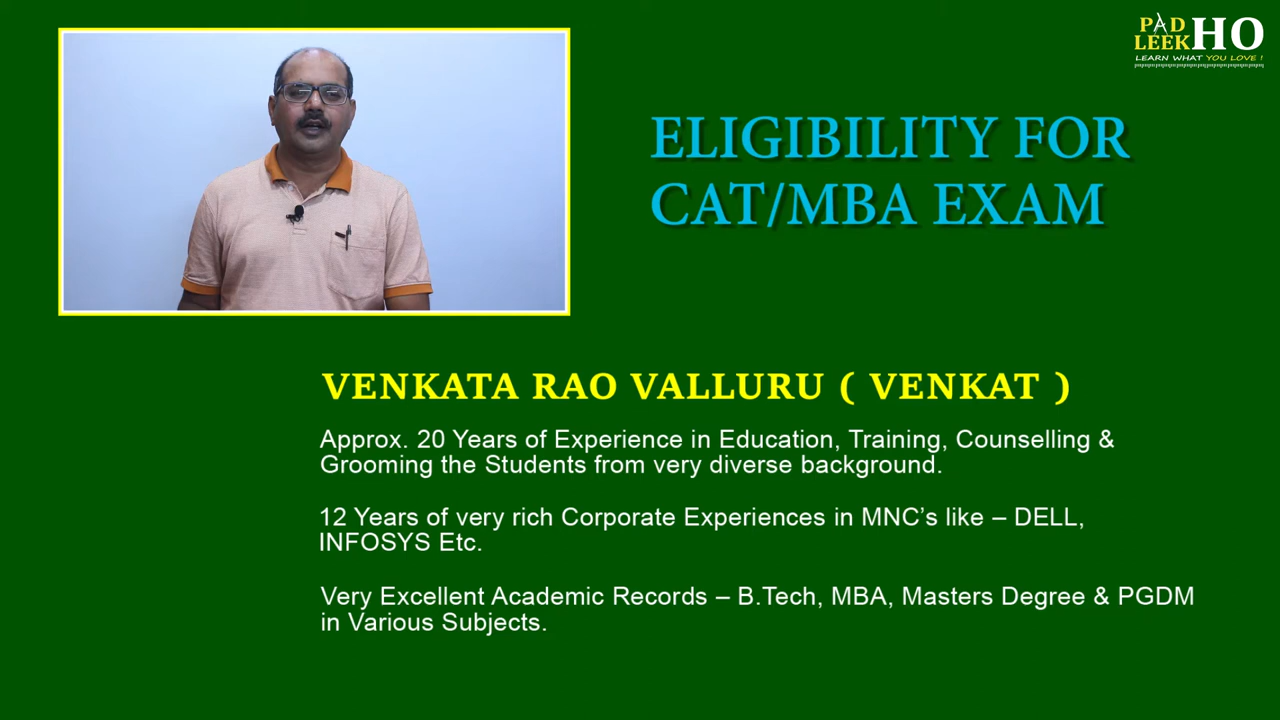 PAD
LEEKHO
LEARN WHAT YOU LOVE !
ELIGIBILITY FOR
CAT/MBA EXAM
VENKATA RAO VALLURU ( VENKAT )
Approx. 20 Years of Experience in Education, Training, Counselling &
Grooming the Students from very diverse background.
12 Years of very rich Corporate Experiences in MNC's like – DELL,
INFOSYS Etc.
Very Excellent Academic Records – B.Tech, MBA, Masters Degree & PGDM
in Various Subjects.